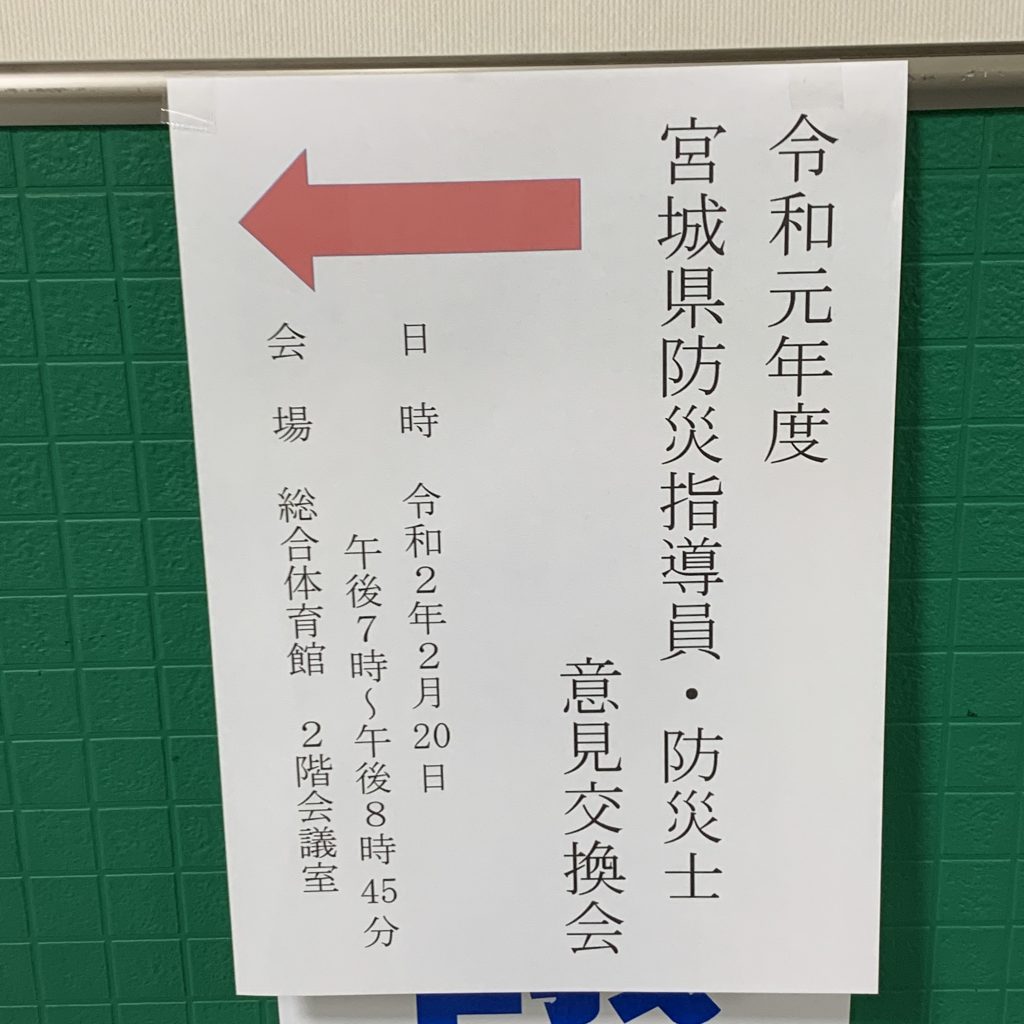 令和元年度
宮城県防災指導員・防災士
意見交換会
日時 令和2年2月20日
午後7時～午後8時45分
会場 総合体育館 2階会議室